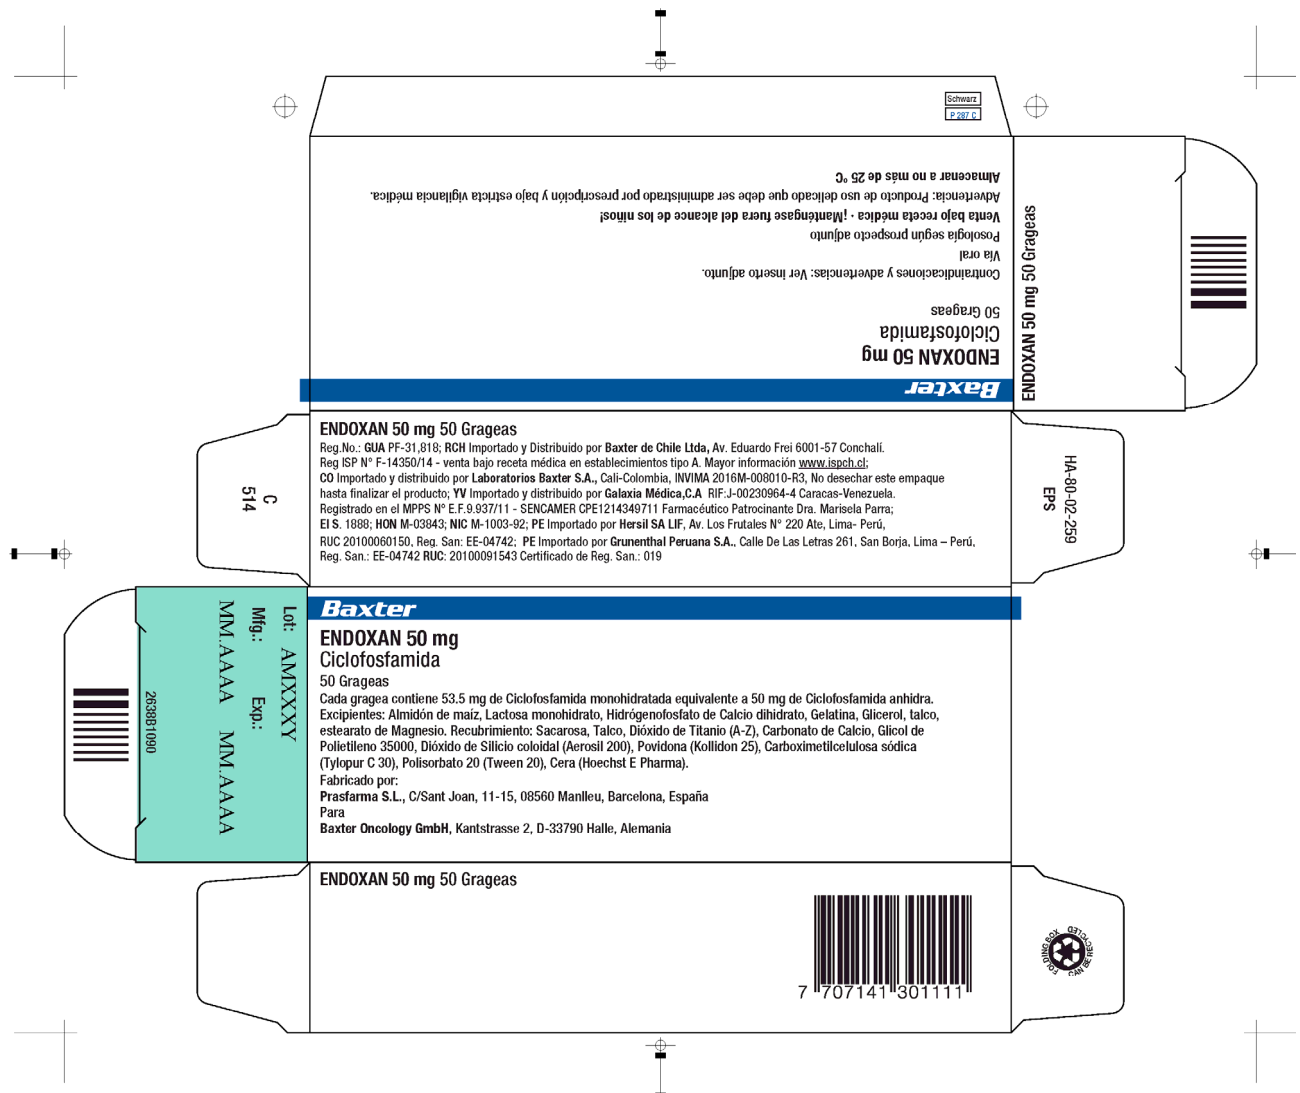 Schwarz
P 287 C
Baxter
ENDOXAN 50 mg
Ciclofosfamida
50 Grageas
Contraindicaciones y advertencias: Ver inserto adjunto.
Vía oral
Posología según prospecto adjunto
Venta bajo receta médica · ¡Manténgase fuera del alcance de los niños!
Advertencia: Producto de uso delicado que debe ser administrado por prescripción y bajo estricta vigilancia médica.
Almacenar a no más de 25 °C
ENDOXAN 50 mg 50 Grageas
ENDOXAN 50 mg 50 Grageas
Reg.No.: GUA PF-31,818; RCH Importado y Distribuido por Baxter de Chile Ltda, Av. Eduardo Frei 6001-57 Conchalí.
Reg ISP N° F-14350/14 - venta bajo receta médica en establecimientos tipo A. Mayor información www.ispch.cl;
CO Importado y distribuido por Laboratorios Baxter S.A., Cali-Colombia, INVIMA 2016M-008010-R3, No desechar este empaque
hasta finalizar el producto; YV Importado y distribuido por Galaxia Médica,C.A RIF:J-00230964-4 Caracas-Venezuela.
Registrado en el MPPS Nº E.F.9.937/11 - SENCAMER CPE1214349711 Farmacéutico Patrocinante Dra. Marisela Parra;
El S. 1888; HON M-03843; NIC M-1003-92; PE Importado por Hersil SA LIF, Av. Los Frutales N° 220 Ate, Lima- Perú,
RUC 20100060150, Reg. San: EE-04742; PE Importado por Grunenthal Peruana S.A., Calle De Las Letras 261, San Borja, Lima – Perú,
Reg. San.: EE-04742 RUC: 20100091543 Certificado de Reg. San.: 019
C
514
HA-80-02-259
EPS
Baxter
ENDOXAN 50 mg
Ciclofosfamida
50 Grageas
Cada gragea contiene 53.5 mg de Ciclofosfamida monohidratada equivalente a 50 mg de Ciclofosfamida anhidra.
Excipientes: Almidón de maíz, Lactosa monohidrato, Hidrógenofosfato de Calcio dihidrato, Gelatina, Glicerol, talco,
estearato de Magnesio. Recubrimiento: Sacarosa, Talco, Dióxido de Titanio (A-Z), Carbonato de Calcio, Glicol de
Polietileno 35000, Dióxido de Silicio coloidal (Aerosil 200), Povidona (Kollidon 25), Carboximetilcelulosa sódica
(Tylopur C 30), Polisorbato 20 (Tween 20), Cera (Hoechst E Pharma).
Fabricado por:
Prasfarma S.L., C/Sant Joan, 11-15, 08560 Manlleu, Barcelona, España
Para
Baxter Oncology GmbH, Kantstrasse 2, D-33790 Halle, Alemania
Lot: AMXXXY
Mfg.: Exp.:
MM.AAAA MM.AAAA
2638B1090
ENDOXAN 50 mg 50 Grageas
7 707141 301111
FOLDING BOX
CAN BE RECYCLED